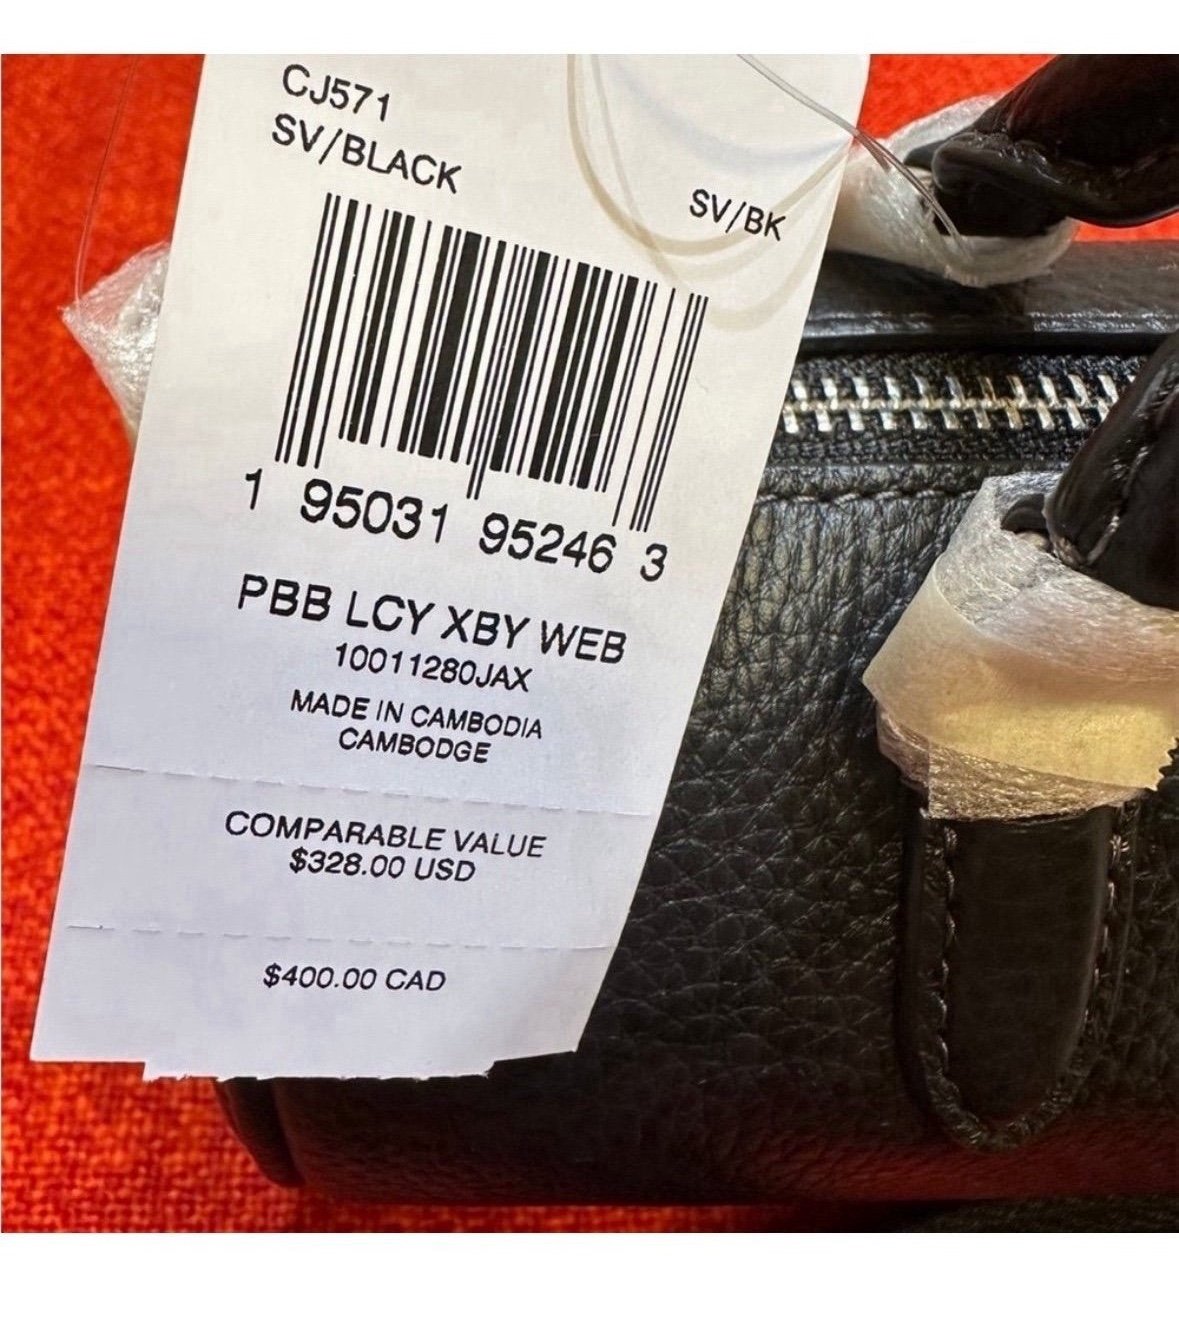 CJ571
SV/BLACK
SV/BK
1 95031 95246 3
PBB LCY XBY WEB
10011280JAX
MADE IN CAMBODIA
CAMBODGE
COMPARABLE VALUE
$328.00 USD
$400.00 CAD